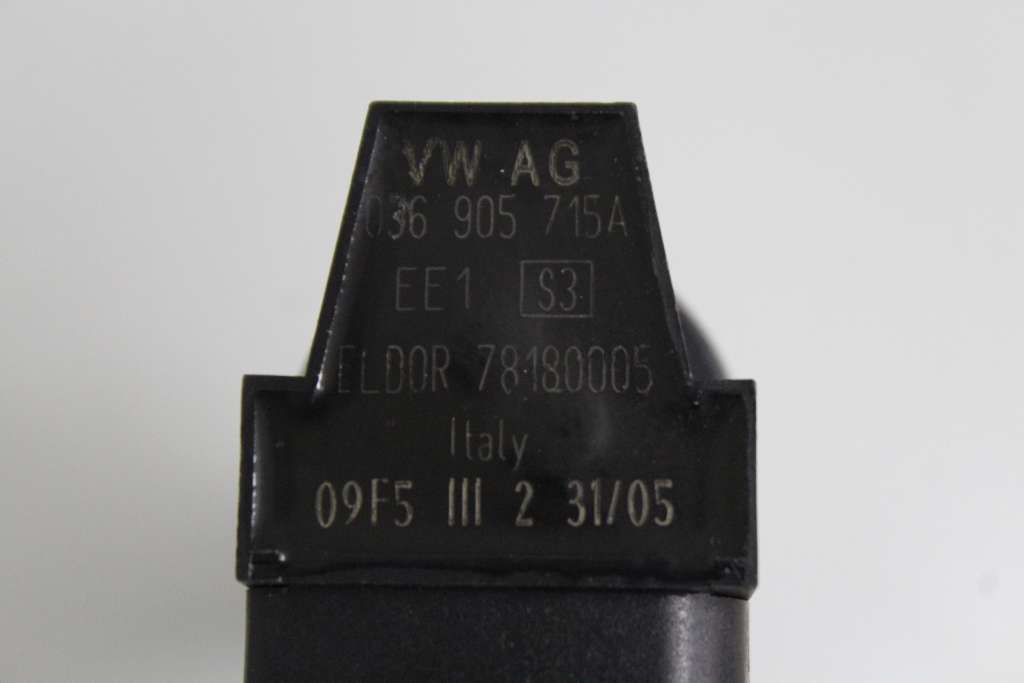 VW AG
036 905 715A
EE1 S3
ELDOR 78180005
Italy
09F5 III 2 31/05